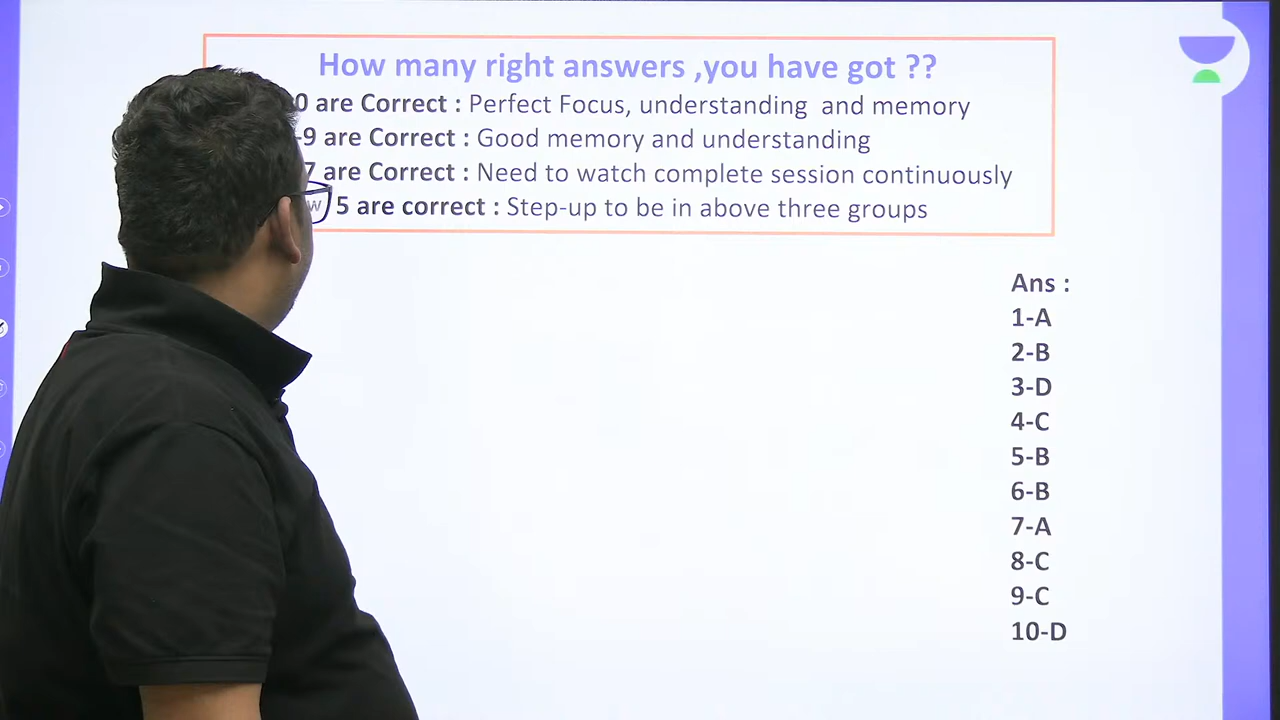 How many right answers ,you have got ??
0 are Correct : Perfect Focus, understanding and memory
-9 are Correct : Good memory and understanding
7 are Correct : Need to watch complete session continuously
w 5 are correct : Step-up to be in above three groups
Ans :
1-A
2-B
3-D
4-C
5-B
6-B
7-A
8-C
9-C
10-D